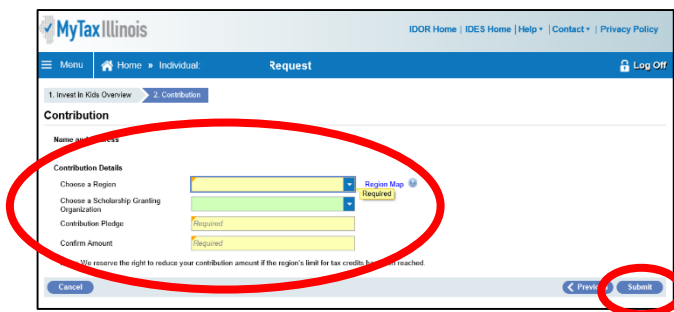 MyTax Illinois
IDOR Home | IDES Home | Help | Contact | Privacy Policy
Menu Home » Individual: Request Log Off
1. Invest in Kids Overview 2. Contribution
Contribution
Name and
Contribution Details
Choose a Region Region Map
Required
Choose a Scholarship Granting
Organization
Contribution Pledge Required
Confirm Amount Required
We reserve the right to reduce your contribution amount if the region's limit for tax credits reached.
Cancel Previous Submit